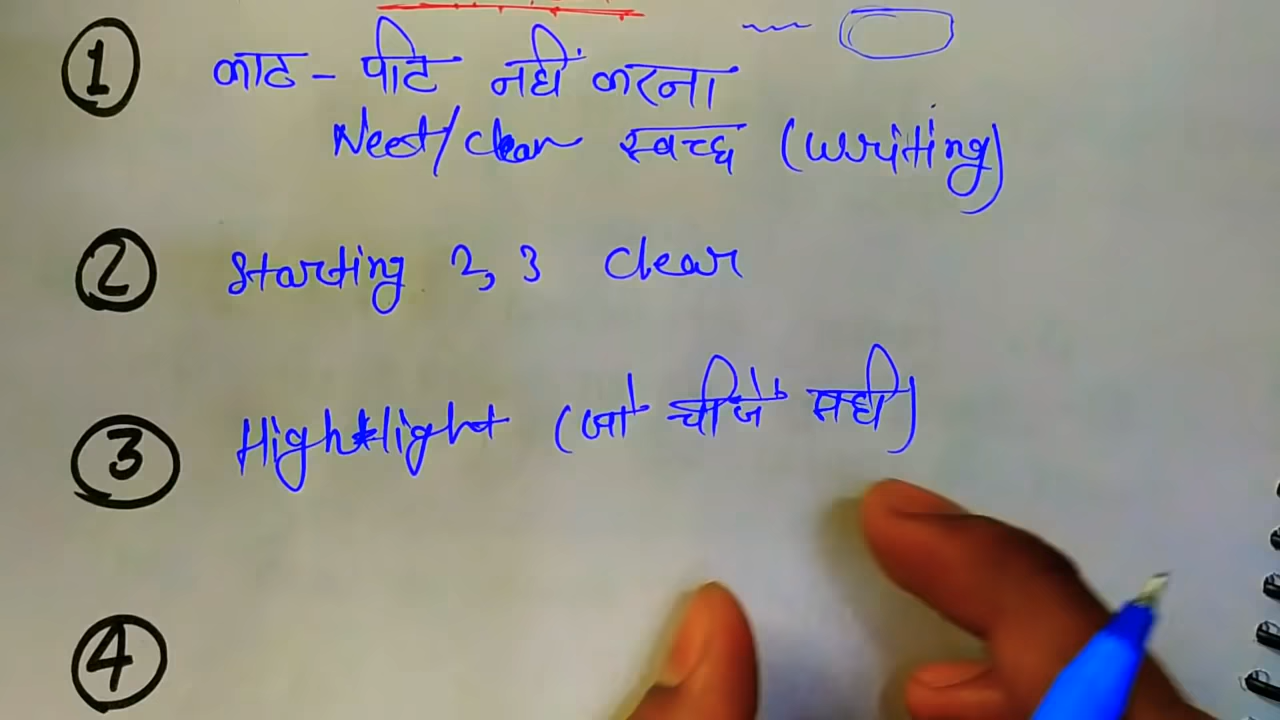 ① काट - पीट नहीं करना
Neet/clear स्वच्छ (writing)
② Starting 2, 3 Clear
③ Highlight (जो चीजें सही)
④